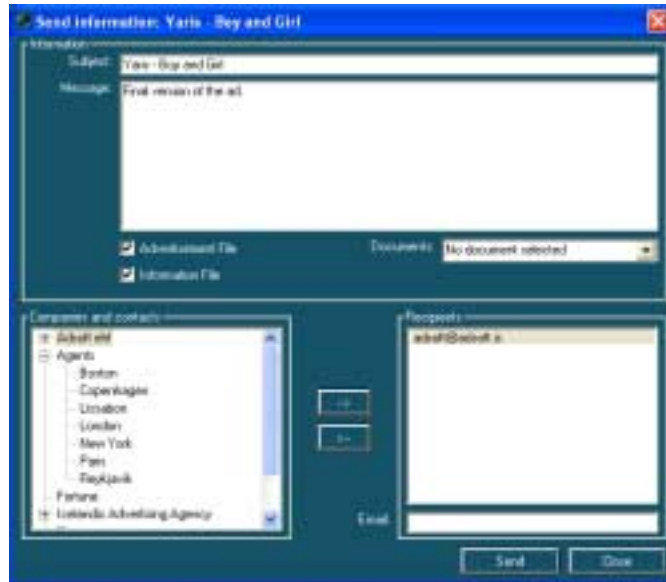 Send information: Yaris - Boy and Girl
Information
Subject:
Yaris - Boy and Girl
Message:
Final version of the ad.
Advertisement File
Documents:
No document selected
Information File
Companies and contacts
Recipients
Agents
Boston
Copenhagen
London
New York
Paris
Reykjavik
Fortune
Icelandic Advertising Agency
Email:
Send
Close